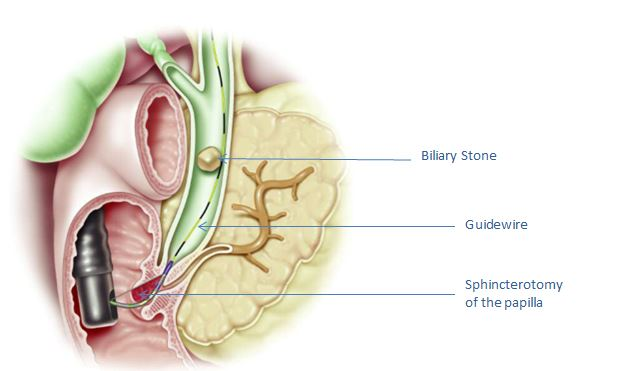 Biliary Stone
Guidewire
Sphincterotomy
of the papilla